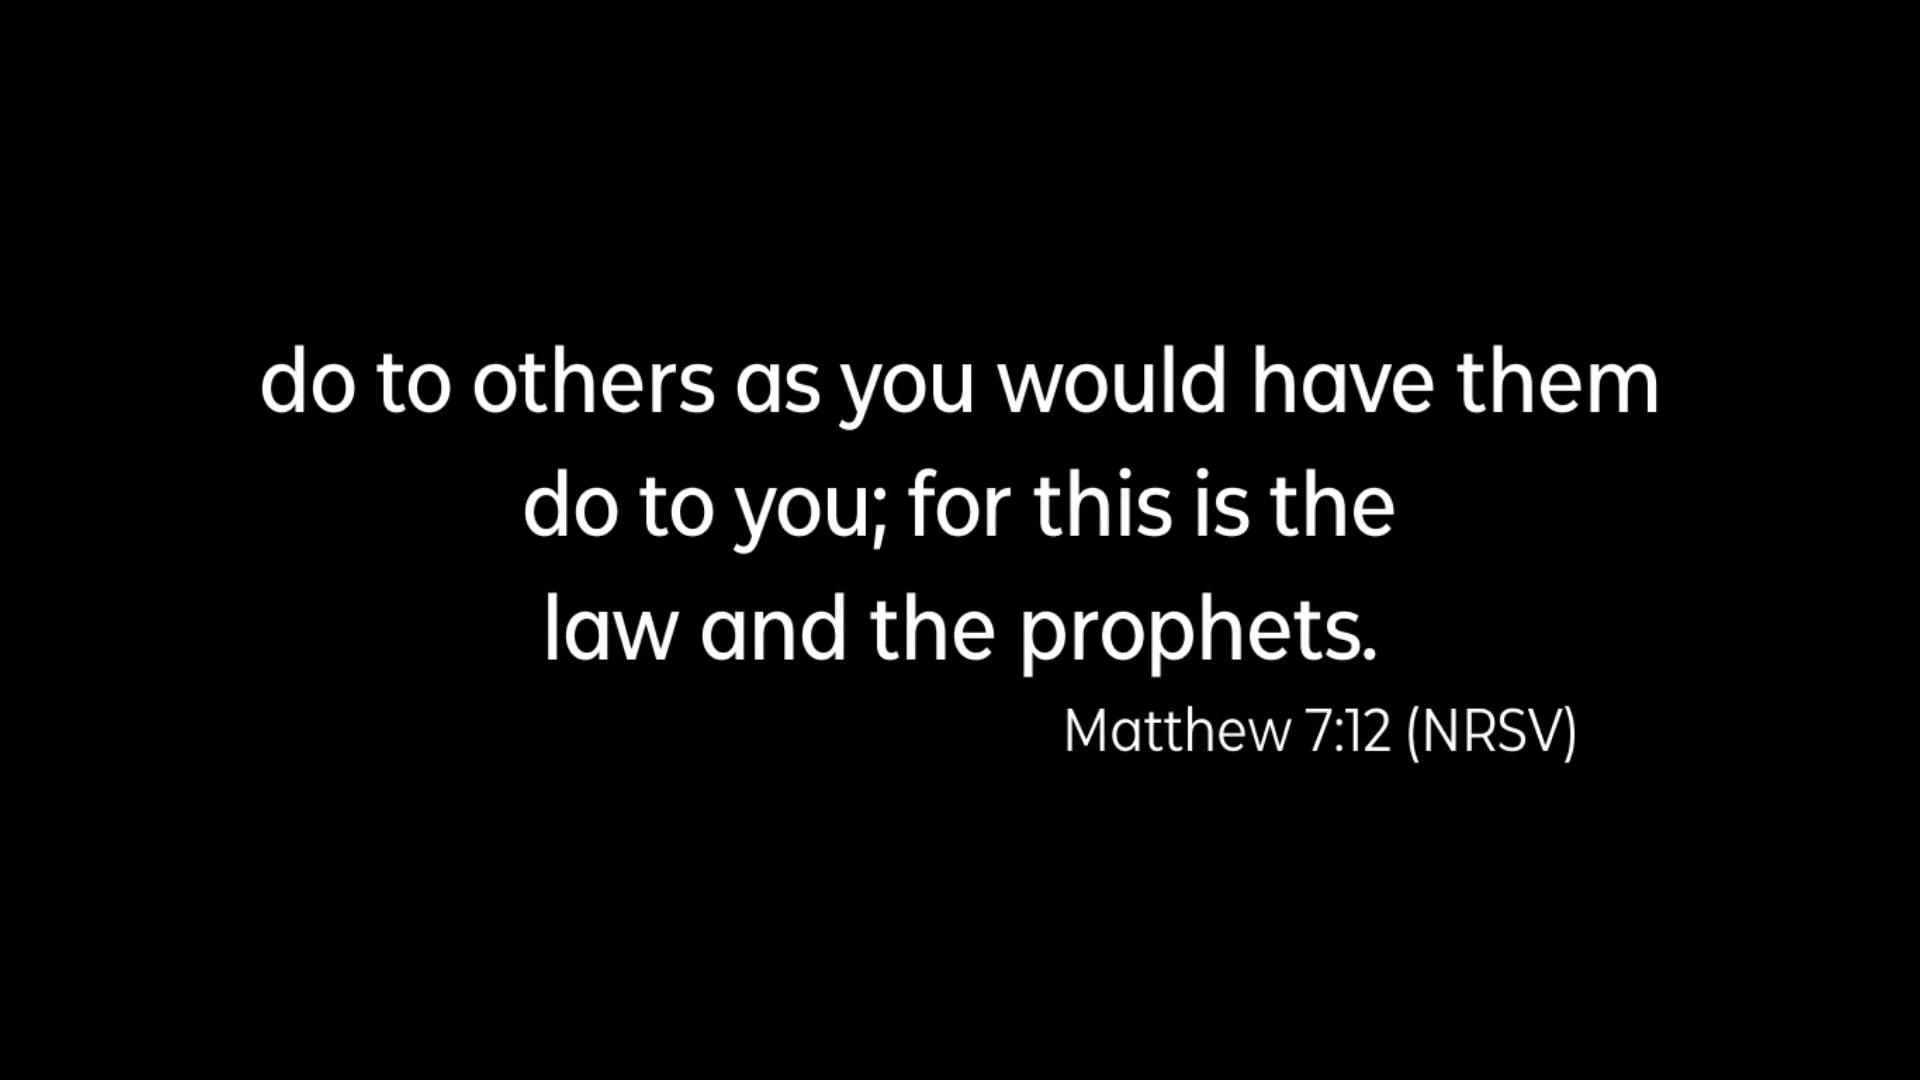 do to others as you would have them
do to you; for this is the
law and the prophets.
Matthew 7:12 (NRSV)